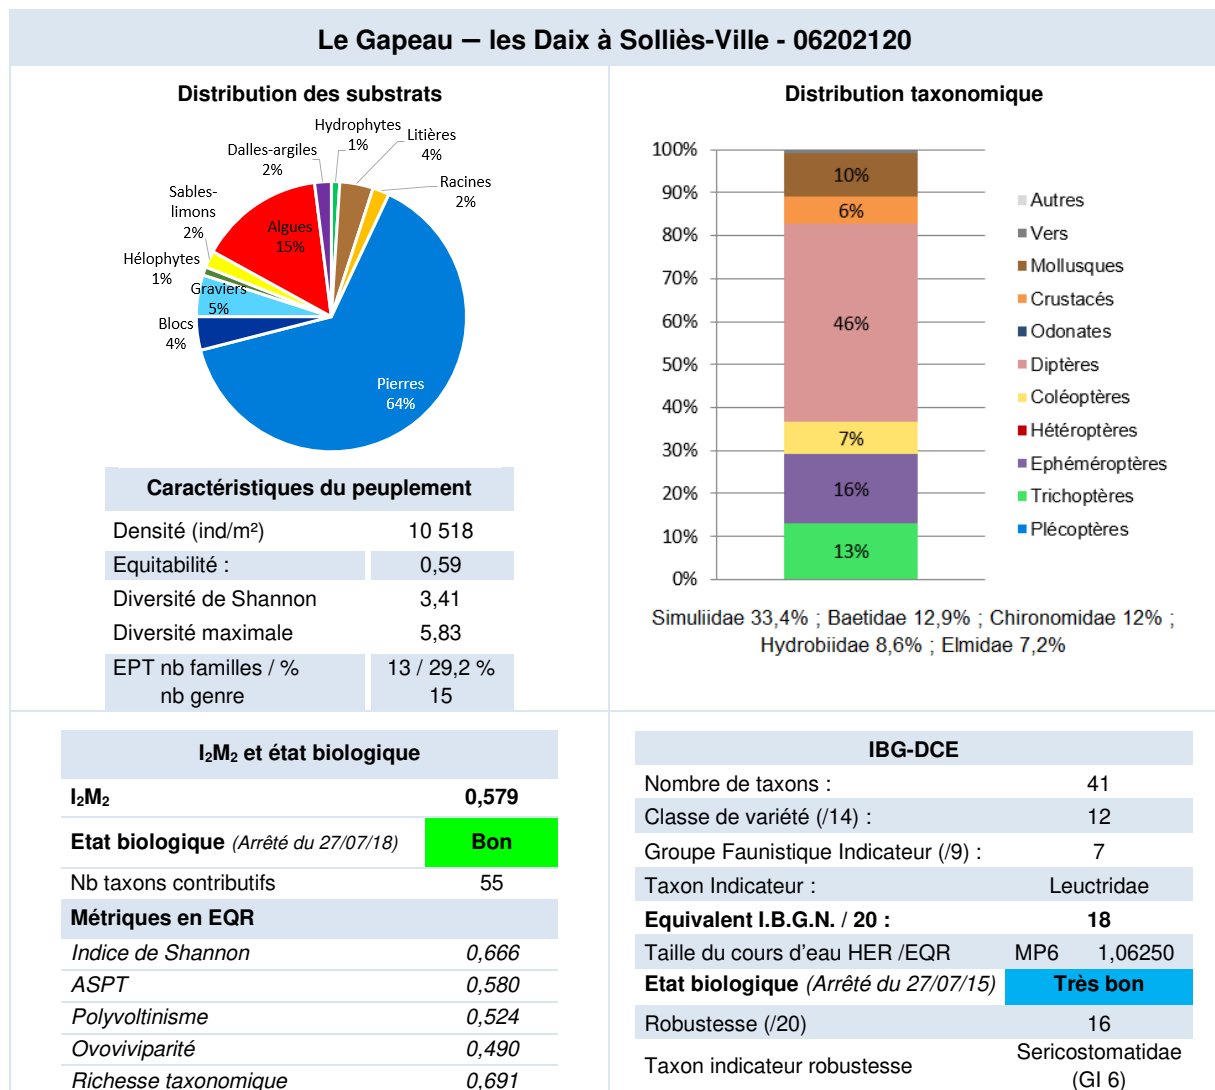 Le Gapeau – les Daix à Solliès-Ville - 06202120
Distribution des substrats
Hydrophytes
1%
Litières
4%
Dalles-argiles
2%
Racines
2%
Sables-
limons
2%
Algues
15%
Hélophytes
1%
Graviers
5%
Blocs
4%
Pierres
64%
Caractéristiques du peuplement
Densité (ind/m²) 10 518
Equitabilité : 0,59
Diversité de Shannon 3,41
Diversité maximale 5,83
EPT nb familles / % 13 / 29,2 %
nb genre 15
Distribution taxonomique
100%
90%
80%
70%
60%
50%
40%
30%
20%
10%
0%
10%
6%
46%
7%
16%
13%
Autres
Vers
Mollusques
Crustacés
Odonates
Diptères
Coléoptères
Hétéroptères
Ephéméroptères
Trichoptères
Plécoptères
Simuliidae 33,4% ; Baetidae 12,9% ; Chironomidae 12% ;
Hydrobiidae 8,6% ; Elmidae 7,2%
I₂M₂ et état biologique
I₂M₂ 0,579
Etat biologique (Arrêté du 27/07/18) Bon
Nb taxons contributifs 55
Métriques en EQR
Indice de Shannon 0,666
ASPT 0,580
Polyvoltinisme 0,524
Ovoviviparité 0,490
Richesse taxonomique 0,691
IBG-DCE
Nombre de taxons : 41
Classe de variété (/14) : 12
Groupe Faunistique Indicateur (/9) : 7
Taxon Indicateur : Leuctridae
Equivalent I.B.G.N. / 20 : 18
Taille du cours d'eau HER /EQR MP6 1,06250
Etat biologique (Arrêté du 27/07/15) Très bon
Robustesse (/20) 16
Taxon indicateur robustesse Sericostomatidae
(GI 6)